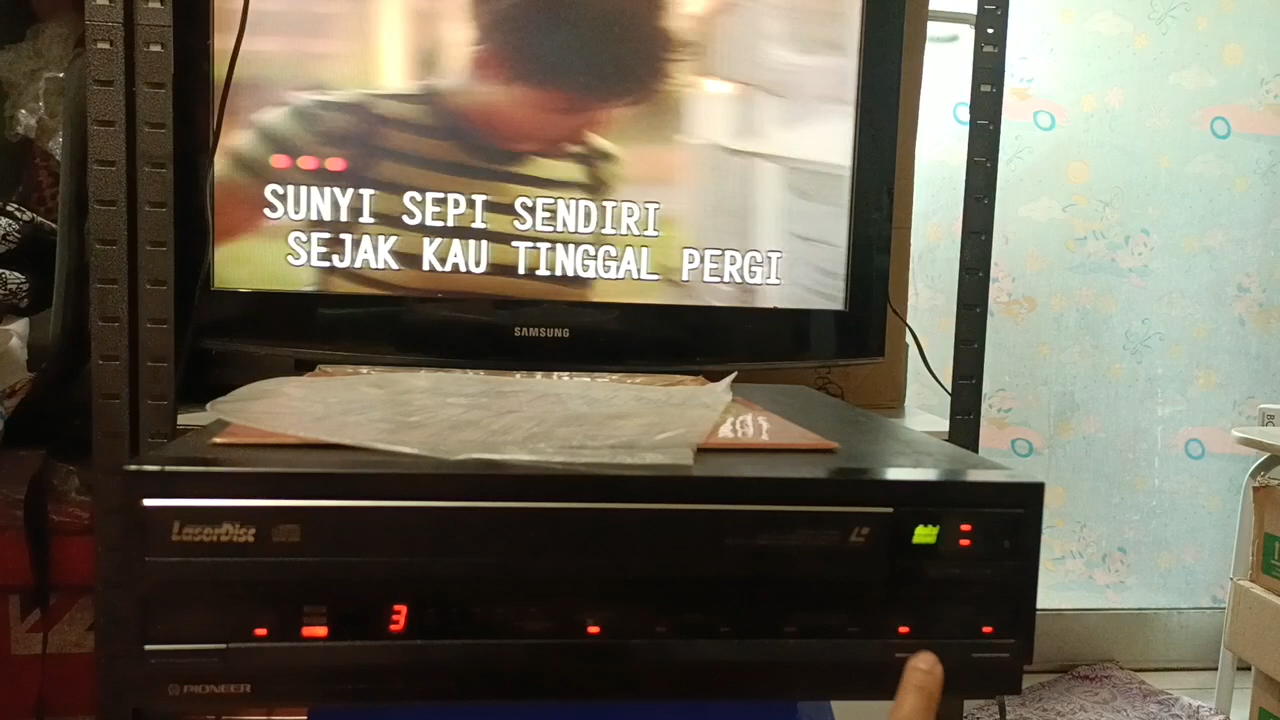 SUNYI SEPI SENDIRI
SEJAK KAU TINGGAL PERGI
SAMSUNG
LaserDisc
3
PIONEER